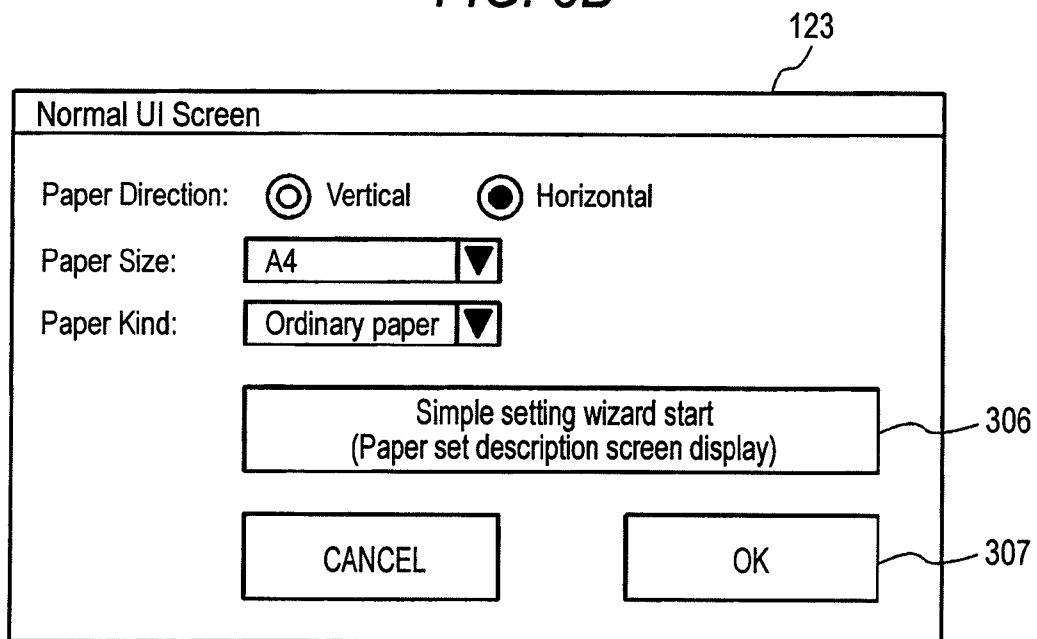 123
Normal UI Screen
Paper Direction: Vertical Horizontal
Paper Size: A4
Paper Kind: Ordinary paper
Simple setting wizard start
(Paper set description screen display)
306
CANCEL OK
307